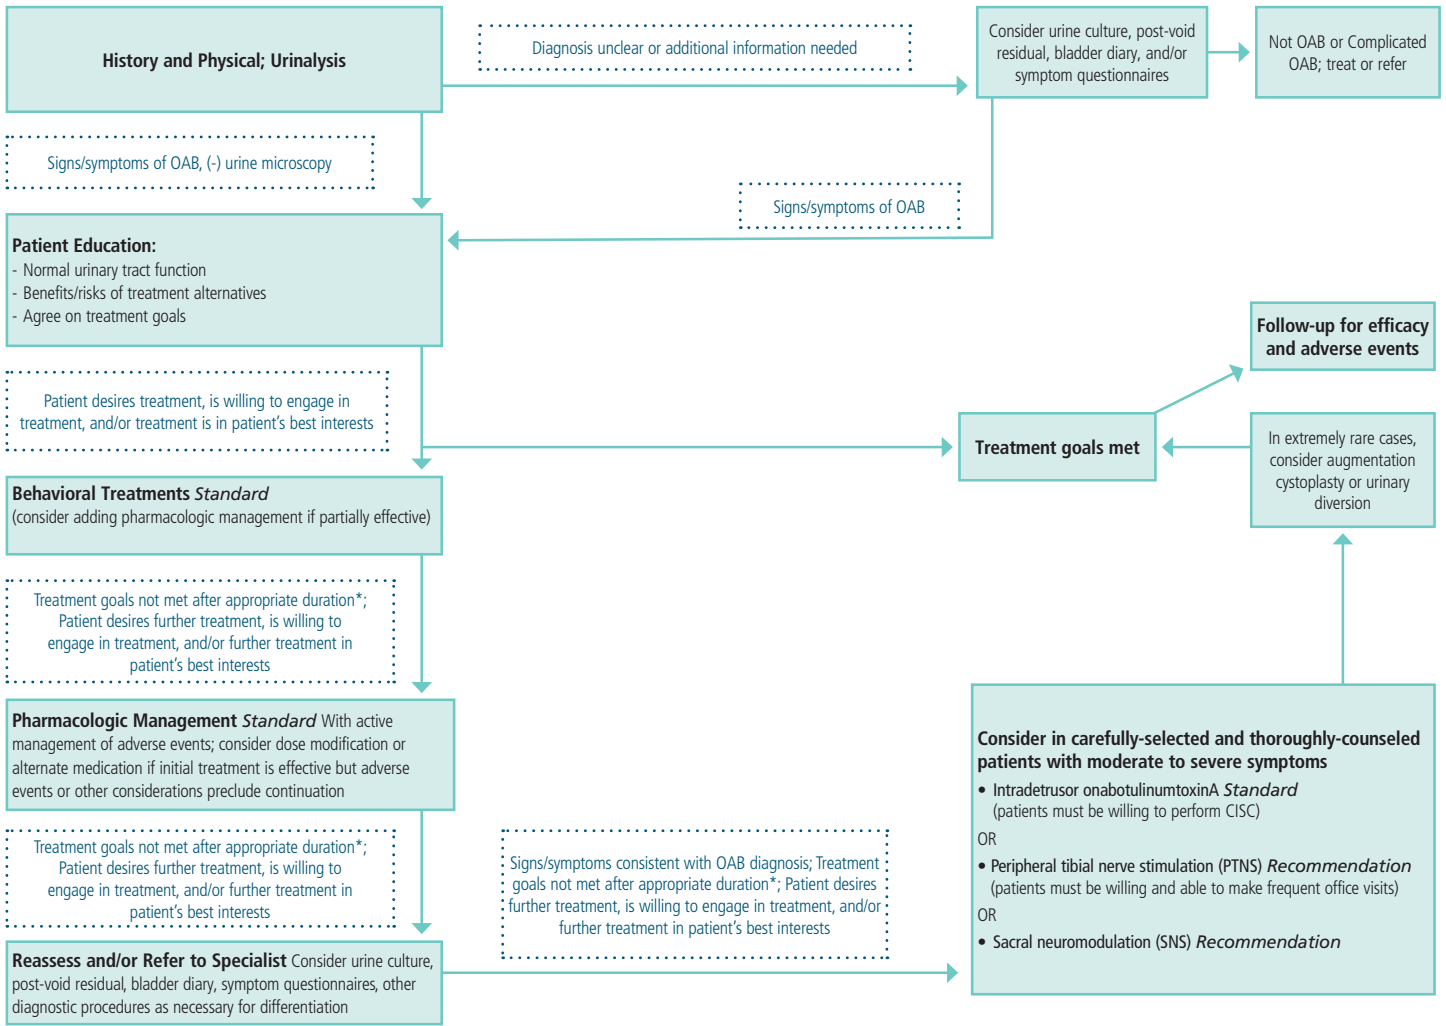 History and Physical; Urinalysis
Diagnosis unclear or additional information needed
Consider urine culture, post-void
residual, bladder diary, and/or
symptom questionnaires
Not OAB or Complicated
OAB; treat or refer
Signs/symptoms of OAB, (-) urine microscopy
Signs/symptoms of OAB
Patient Education:
- Normal urinary tract function
- Benefits/risks of treatment alternatives
- Agree on treatment goals
Follow-up for efficacy
and adverse events
Patient desires treatment, is willing to engage in
treatment, and/or treatment is in patient's best interests
Treatment goals met
In extremely rare cases,
consider augmentation
cystoplasty or urinary
diversion
Behavioral Treatments Standard
(consider adding pharmacologic management if partially effective)
Treatment goals not met after appropriate duration*;
Patient desires further treatment, is willing to
engage in treatment, and/or further treatment in
patient's best interests
Pharmacologic Management Standard With active
management of adverse events; consider dose modification or
alternate medication if initial treatment is effective but adverse
events or other considerations preclude continuation
Treatment goals not met after appropriate duration*;
Patient desires further treatment, is willing to
engage in treatment, and/or further treatment in
patient's best interests
Signs/symptoms consistent with OAB diagnosis; Treatment
goals not met after appropriate duration*; Patient desires
further treatment, is willing to engage in treatment, and/or
further treatment in patient's best interests
Consider in carefully-selected and thoroughly-counseled
patients with moderate to severe symptoms
• Intradetrusor onabotulinumtoxinA Standard
(patients must be willing to perform CISC)
OR
• Peripheral tibial nerve stimulation (PTNS) Recommendation
(patients must be willing and able to make frequent office visits)
OR
• Sacral neuromodulation (SNS) Recommendation
Reassess and/or Refer to Specialist Consider urine culture,
post-void residual, bladder diary, symptom questionnaires, other
diagnostic procedures as necessary for differentiation